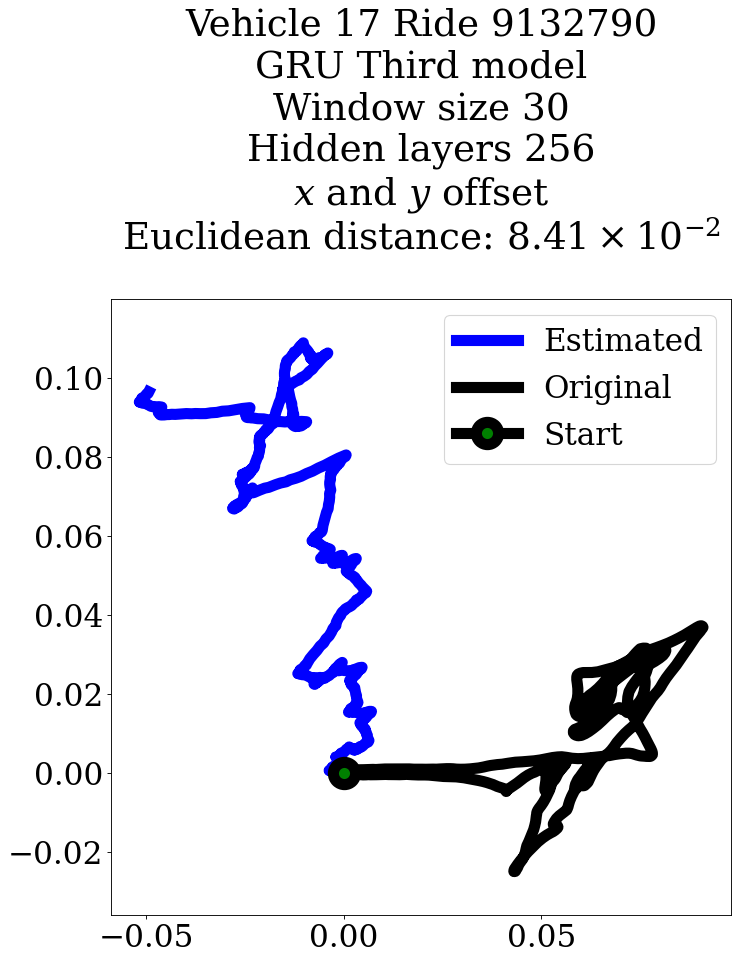 Vehicle 17 Ride 9132790
GRU Third model
Window size 30
Hidden layers 256
x and y offset
Euclidean distance: 8.41 × 10⁻²
Estimated
Original
Start
0.10
0.08
0.06
0.04
0.02
0.00
−0.02
−0.05 0.00 0.05